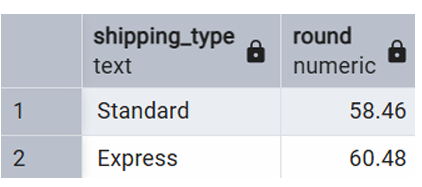 shipping_type round
text numeric
1 Standard 58.46
2 Express 60.48